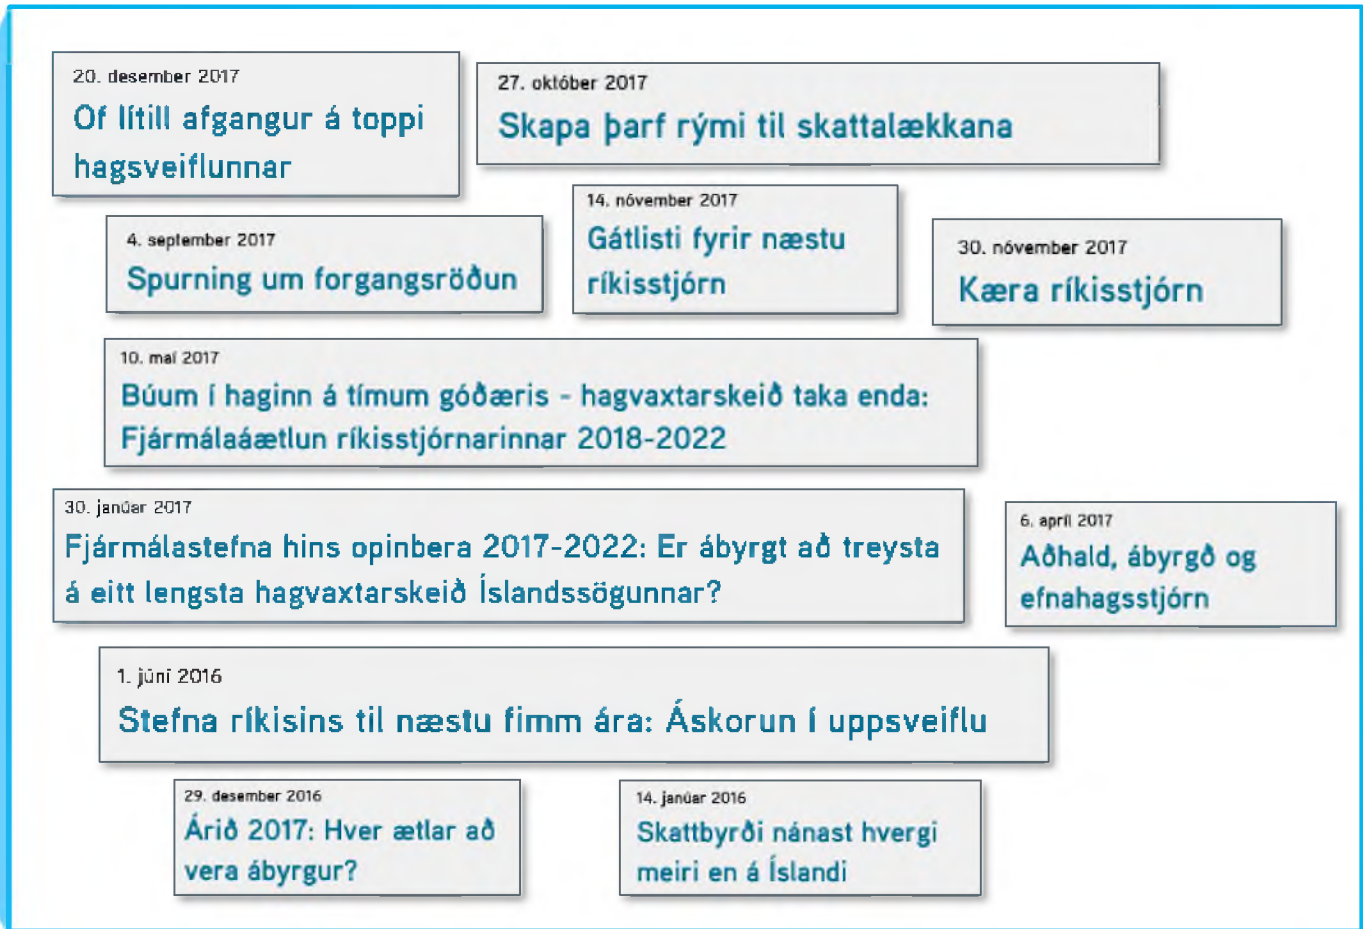 20. desember 2017
Of lítill afgangur á toppi
hagsveiflunnar
27. október 2017
Skapa þarf rými til skattalækkana
4. september 2017
Spurning um forgangsröðun
14. nóvember 2017
Gátlisti fyrir næstu
ríkisstjórn
30. nóvember 2017
Kæra ríkisstjórn
10. maí 2017
Búum í haginn á tímum góðæris - hagvaxtarskeið taka enda:
Fjármálaáætlun ríkisstjórnarinnar 2018-2022
30. janúar 2017
Fjármálastefna hins opinbera 2017-2022: Er ábyrgt að treysta
á eitt lengsta hagvaxtarskeið Íslandssögunnar?
6. apríl 2017
Aðhald, ábyrgð og
efnahagsstjórn
1. júní 2016
Stefna ríkisins til næstu fimm ára: Áskorun í uppsveiflu
29. desember 2016
Árið 2017: Hver ætlar að
vera ábyrgur?
14. janúar 2016
Skattbyrði nánast hvergi
meiri en á Íslandi